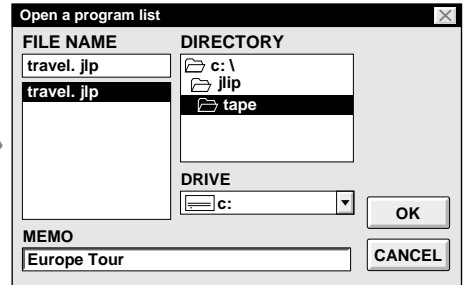 Open a program list
FILE NAME
travel. jlp
travel. jlp
DIRECTORY
c: \
jlip
tape
DRIVE
c:
MEMO
Europe Tour
OK
CANCEL